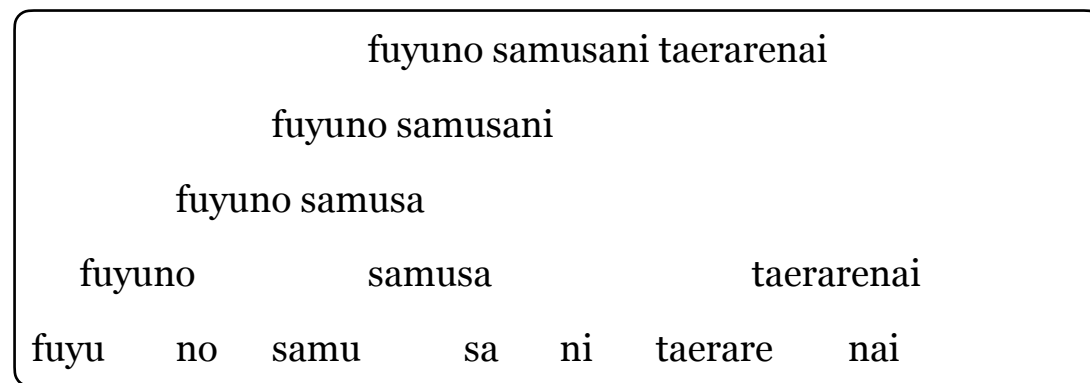 fuyuno samusani taerarenai
fuyuno samusani
fuyuno samusa
fuyuno samusa taerarenai
fuyu no samu sa ni taerare nai